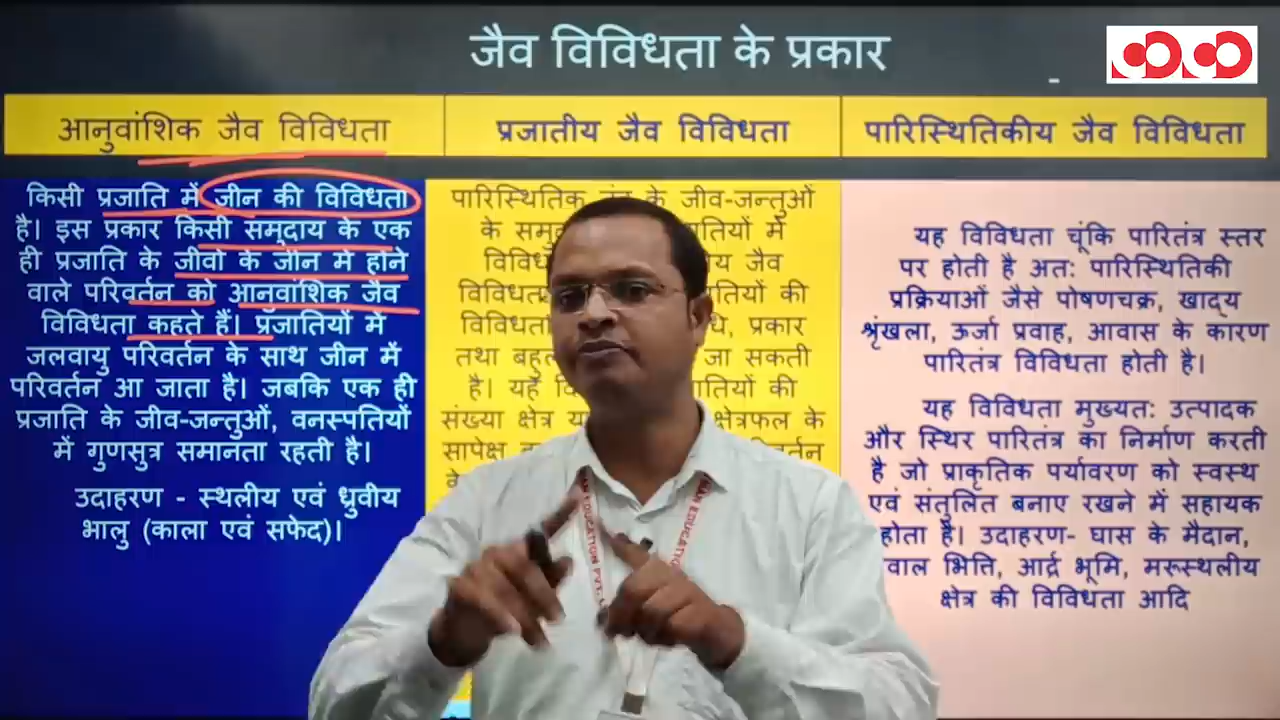 जैव विविधता के प्रकार
आनुवांशिक जैव विविधता
प्रजातीय जैव विविधता
पारिस्थितिकीय जैव विविधता
किसी प्रजाति में जीन की विविधता
है। इस प्रकार किसी समुदाय के एक
ही प्रजाति के जीवो के जीन मे होने
वाले परिवर्तन को आनुवांशिक जैव
विविधता कहते हैं। प्रजातियों में
जलवायु परिवर्तन के साथ जीन में
परिवर्तन आ जाता है। जबकि एक ही
प्रजाति के जीव-जन्तुओं, वनस्पतियों
में गुणसुत्र समानता रहती है।
उदाहरण - स्थलीय एवं ध्रुवीय
भालु (काला एवं सफेद)।
पारिस्थितिक के जीव-जन्तुओं
के में
जैव
की
विविधता प्रकार
तथा जा सकती
है। यह की
संख्या क्षेत्र क्षेत्रफल के
सापेक्ष
यह विविधता चूंकि पारितंत्र स्तर
पर होती है अतः पारिस्थितिकी
प्रक्रियाओं जैसे पोषणचक्र, खाद्य
श्रृंखला, ऊर्जा प्रवाह, आवास के कारण
पारितंत्र विविधता होती है।
यह विविधता मुख्यतः उत्पादक
और स्थिर पारितंत्र का निर्माण करती
है जो प्राकृतिक पर्यावरण को स्वस्थ
एवं संतुलित बनाए रखने में सहायक
होता है। उदाहरण- घास के मैदान,
भिति, आर्द्र भूमि, मरूस्थलीय
क्षेत्र की विविधता आदि
EDUCATION PVT.
EDUCATION